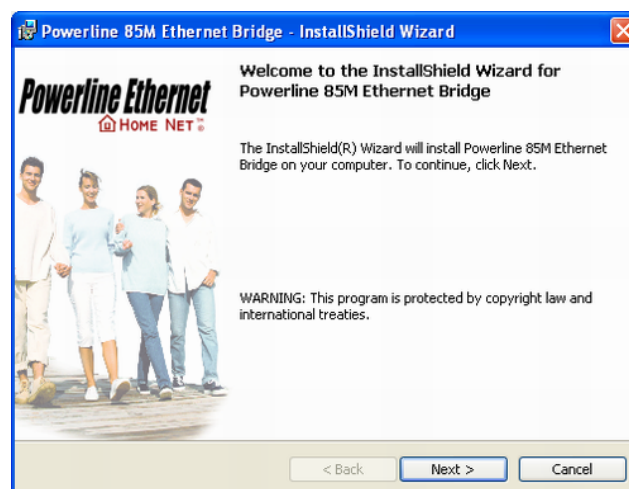 Powerline 85M Ethernet Bridge - InstallShield Wizard
Powerline Ethernet
HOME NET
Welcome to the InstallShield Wizard for
Powerline 85M Ethernet Bridge
The InstallShield(R) Wizard will install Powerline 85M Ethernet
Bridge on your computer. To continue, click Next.
WARNING: This program is protected by copyright law and
international treaties.
< Back
Next >
Cancel